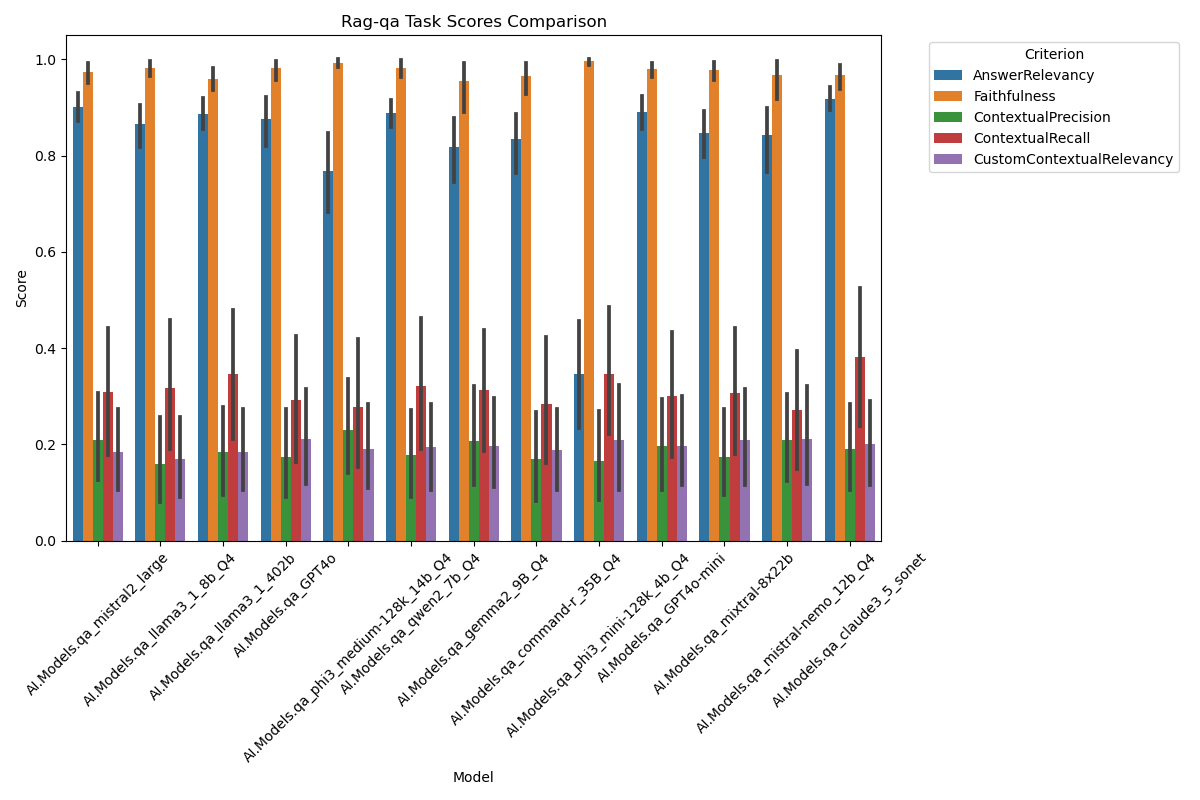 Rag-qa Task Scores Comparison
Criterion
AnswerRelevancy
Faithfulness
ContextualPrecision
ContextualRecall
CustomContextualRelevancy
Score
1.0
0.8
0.6
0.4
0.2
0.0
AI.Models.qa_mistral2_large
AI.Models.qa_llama3_1_8b_Q4
AI.Models.qa_llama3_1_402b
AI.Models.qa_GPT4o
AI.Models.qa_phi3_medium-128k_14b_Q4
AI.Models.qa_qwen2_7b_Q4
AI.Models.qa_gemma2_9B_Q4
AI.Models.qa_command-r_35B_Q4
AI.Models.qa_phi3_mini-128k_4b_Q4
AI.Models.qa_GPT4o-mini
AI.Models.qa_mixtral-8x22b
AI.Models.qa_mistral-nemo_12b_Q4
AI.Models.qa_claude3_5_sonet
Model